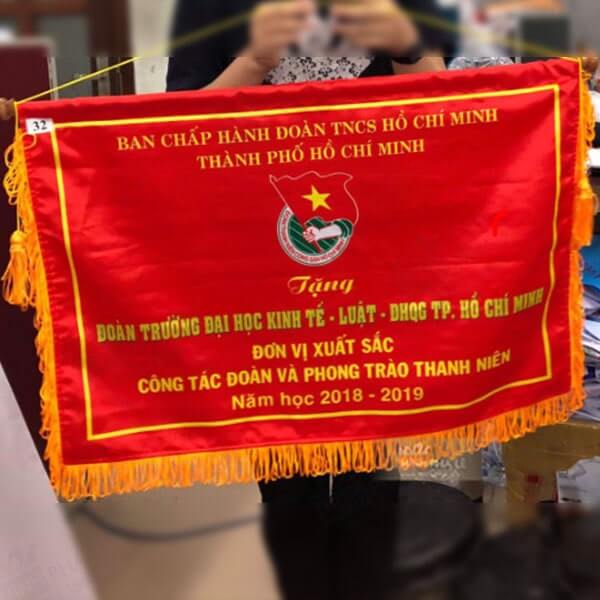 32
BAN CHẤP HÀNH ĐOÀN TNCS HỒ CHÍ MINH
THÀNH PHỐ HỒ CHÍ MINH
Tặng
ĐOÀN TRƯỜNG ĐẠI HỌC KINH TẾ - LUẬT - ĐHQG TP. HỒ CHÍ MINH
ĐƠN VỊ XUẤT SẮC
CÔNG TÁC ĐOÀN VÀ PHONG TRÀO THANH NIÊN
Năm học 2018 - 2019